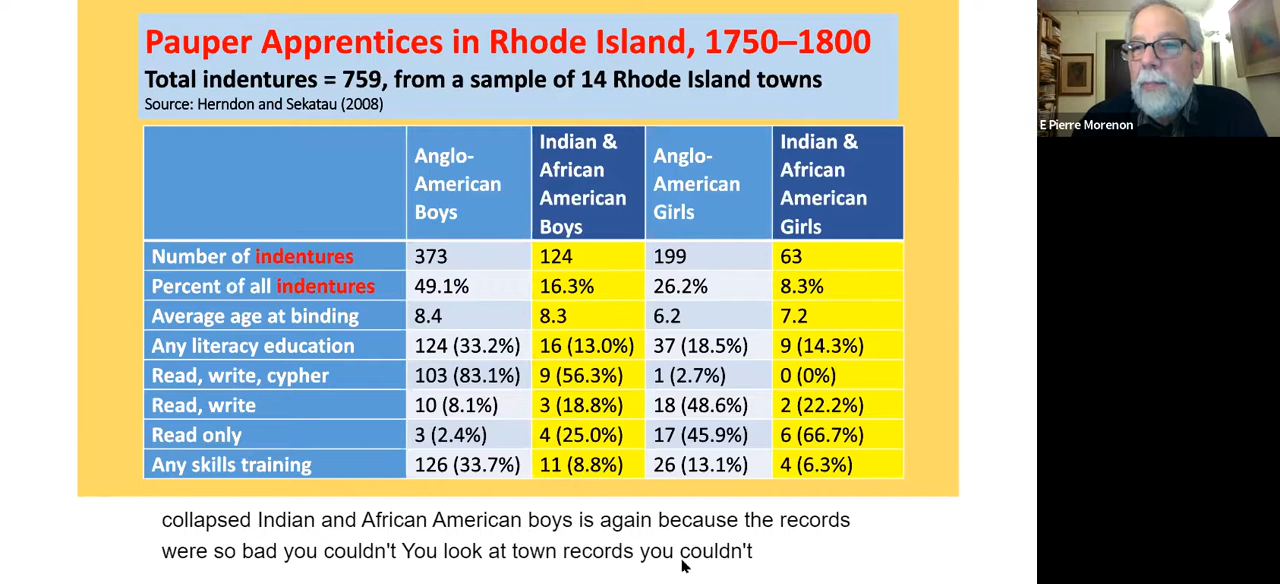 Pauper Apprentices in Rhode Island, 1750–1800
Total indentures = 759, from a sample of 14 Rhode Island towns
Source: Herndon and Sekatau (2008)
E Pierre Morenon
Anglo-American Boys Indian & African American Boys Anglo-American Girls Indian & African American Girls
Number of indentures 373 124 199 63
Percent of all indentures 49.1% 16.3% 26.2% 8.3%
Average age at binding 8.4 8.3 6.2 7.2
Any literacy education 124 (33.2%) 16 (13.0%) 37 (18.5%) 9 (14.3%)
Read, write, cypher 103 (83.1%) 9 (56.3%) 1 (2.7%) 0 (0%)
Read, write 10 (8.1%) 3 (18.8%) 18 (48.6%) 2 (22.2%)
Read only 3 (2.4%) 4 (25.0%) 17 (45.9%) 6 (66.7%)
Any skills training 126 (33.7%) 11 (8.8%) 26 (13.1%) 4 (6.3%)
collapsed Indian and African American boys is again because the records
were so bad you couldn't You look at town records you couldn't